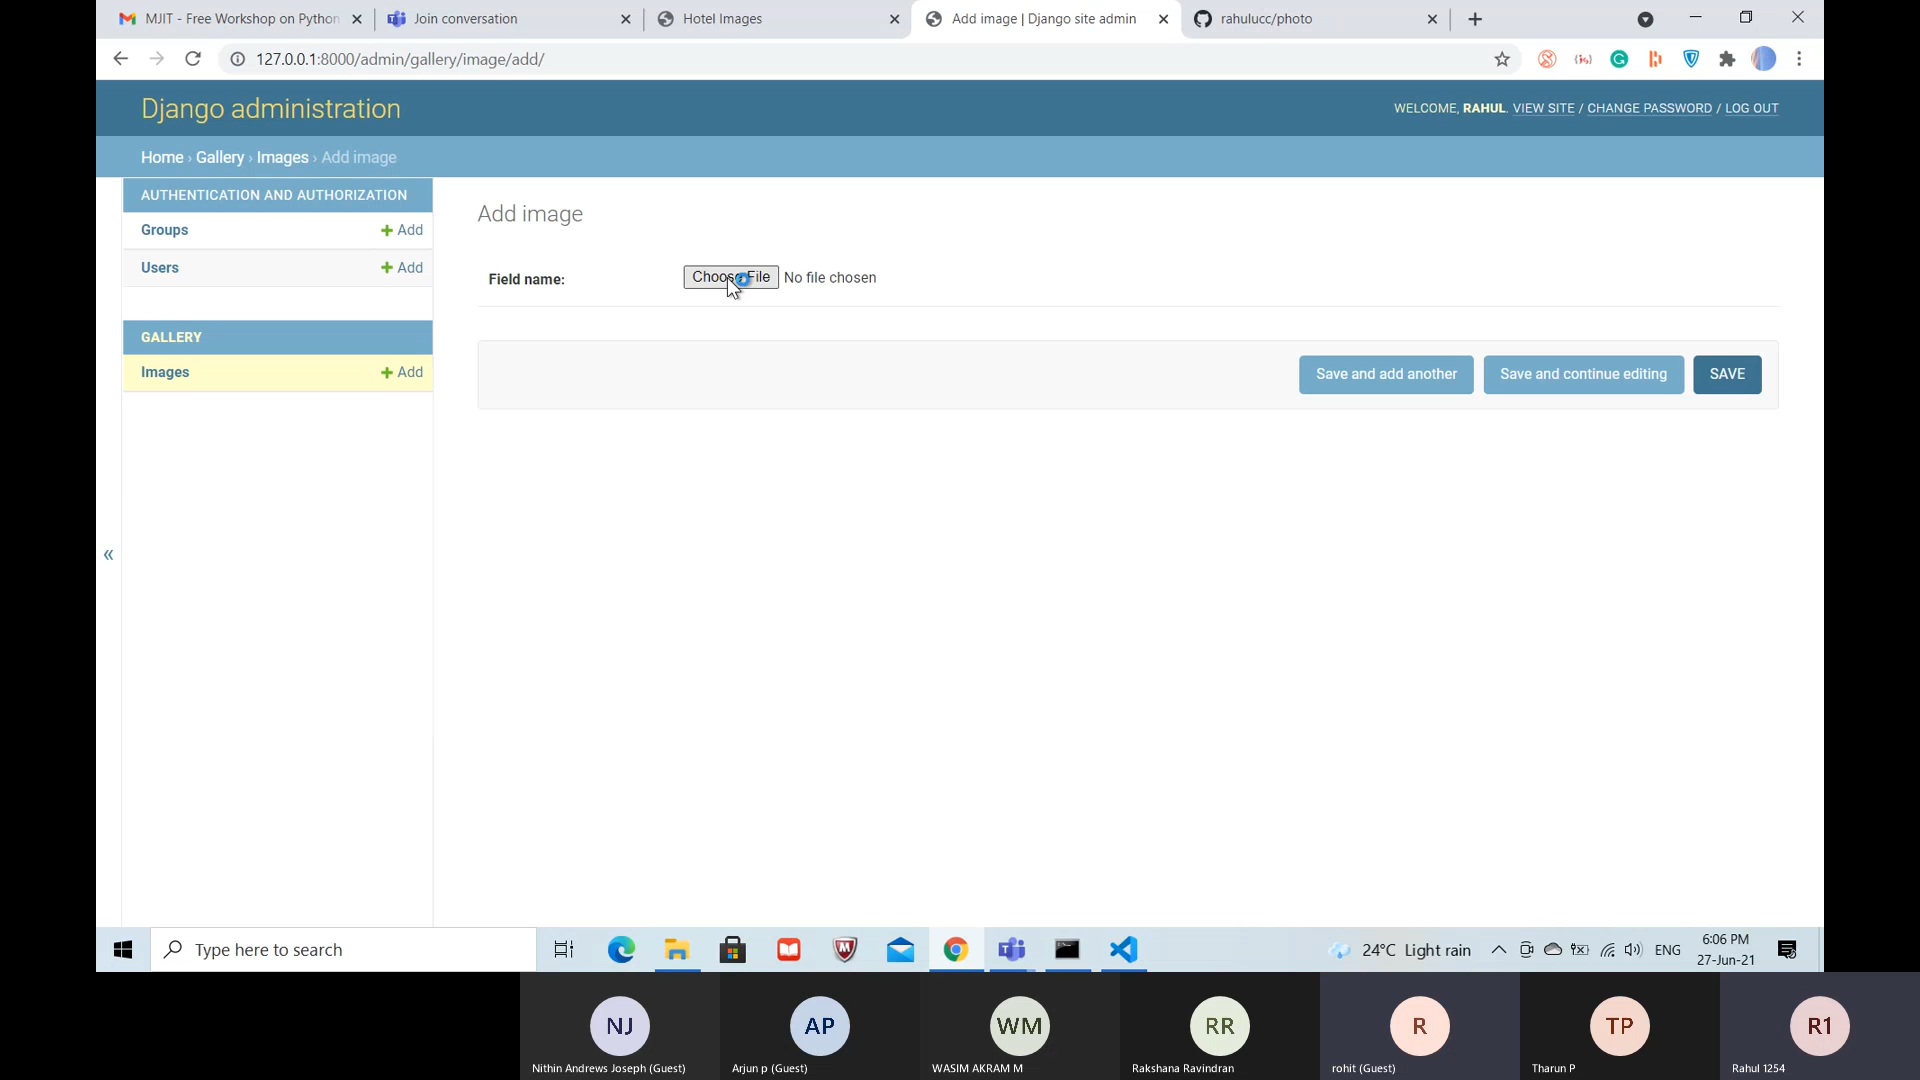 MJIT - Free Workshop on Python
Join conversation
Hotel Images
Add image | Django site admin
rahulucc/photo
127.0.0.1:8000/admin/gallery/image/add/
Django administration
WELCOME, RAHUL. VIEW SITE / CHANGE PASSWORD / LOG OUT
Home › Gallery › Images › Add image
AUTHENTICATION AND AUTHORIZATION
Groups + Add
Users + Add
GALLERY
Images + Add
«
Add image
Field name: Choose File No file chosen
Save and add another Save and continue editing SAVE
Type here to search
24°C Light rain
ENG
6:06 PM
27-Jun-21
NJ AP WM RR R TP R1
Nithin Andrews Joseph (Guest) Arjun p (Guest) WASIM AKRAM M Rakshana Ravindran rohit (Guest) Tharun P Rahul 1254